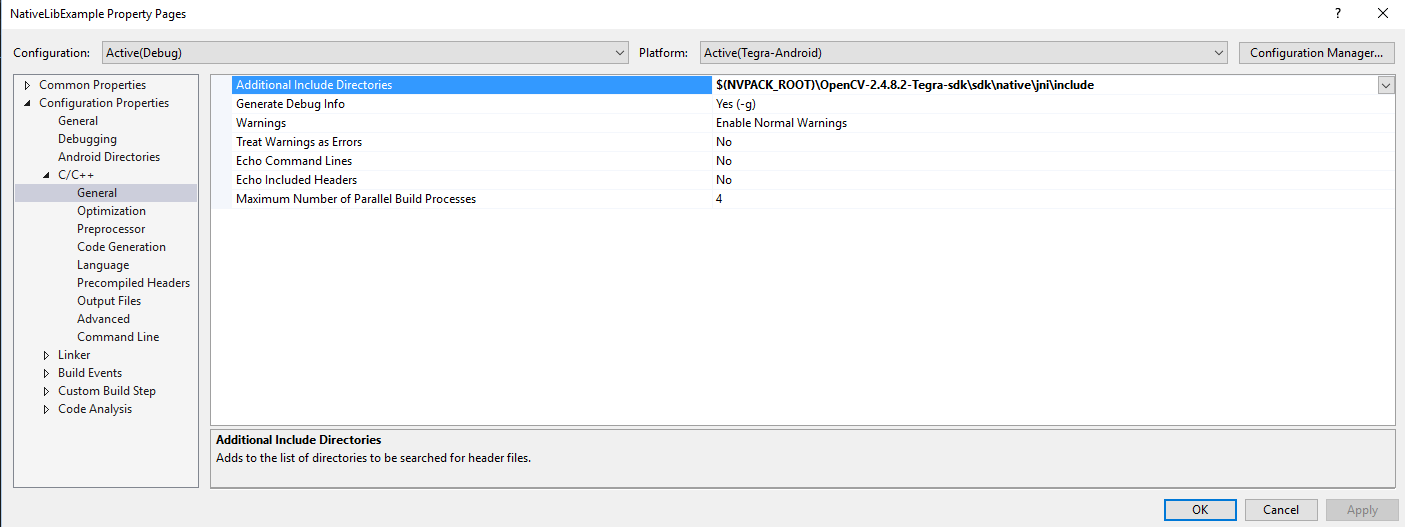 NativeLibExample Property Pages
?
Configuration: Active(Debug) Platform: Active(Tegra-Android) Configuration Manager...
Common Properties
Configuration Properties
General
Debugging
Android Directories
C/C++
General
Optimization
Preprocessor
Code Generation
Language
Precompiled Headers
Output Files
Advanced
Command Line
Linker
Build Events
Custom Build Step
Code Analysis
Additional Include Directories $(NVPACK_ROOT)\OpenCV-2.4.8.2-Tegra-sdk\sdk\native\jni\include
Generate Debug Info Yes (-g)
Warnings Enable Normal Warnings
Treat Warnings as Errors No
Echo Command Lines No
Echo Included Headers No
Maximum Number of Parallel Build Processes 4
Additional Include Directories
Adds to the list of directories to be searched for header files.
OK Cancel Apply